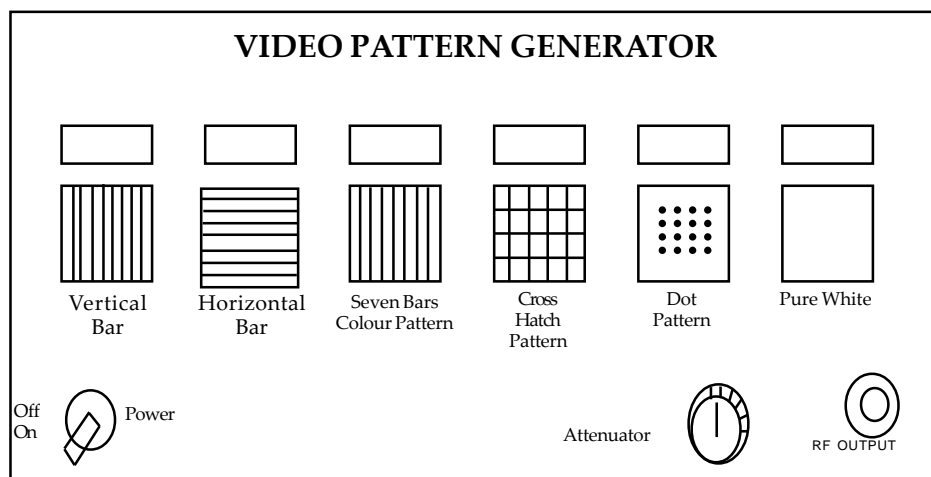 VIDEO PATTERN GENERATOR
Vertical
Bar
Horizontal
Bar
Seven Bars
Colour Pattern
Cross
Hatch
Pattern
Dot
Pattern
Pure White
Off
On
Power
Attenuator
RF OUTPUT